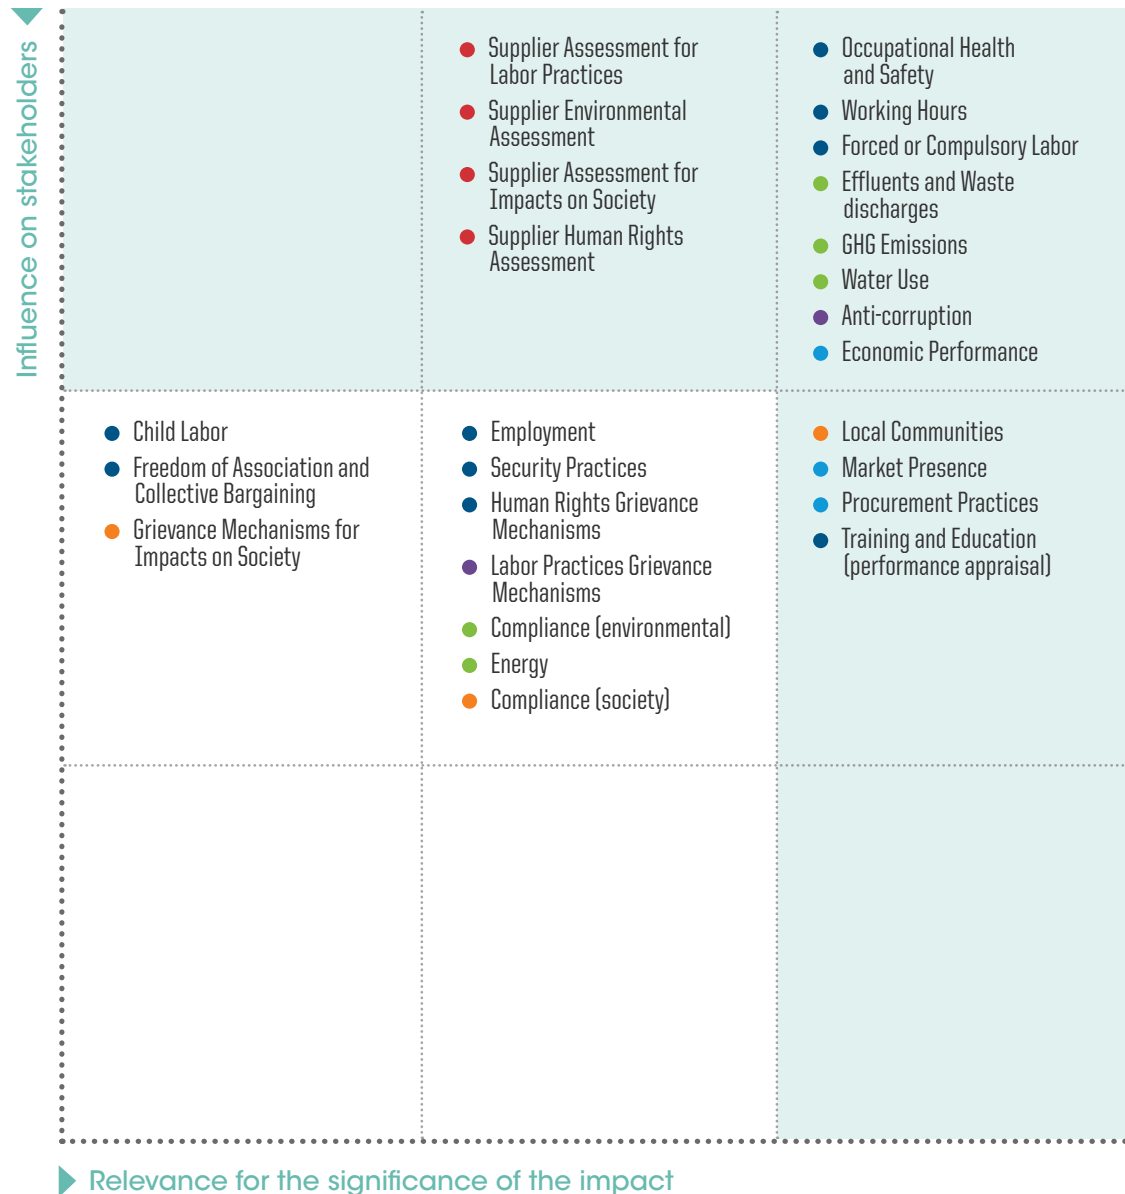 Influence on stakeholders
Supplier Assessment for
Labor Practices
Supplier Environmental
Assessment
Supplier Assessment for
Impacts on Society
Supplier Human Rights
Assessment
Occupational Health
and Safety
Working Hours
Forced or Compulsory Labor
Effluents and Waste
discharges
GHG Emissions
Water Use
Anti-corruption
Economic Performance
Child Labor
Freedom of Association and
Collective Bargaining
Grievance Mechanisms for
Impacts on Society
Employment
Security Practices
Human Rights Grievance
Mechanisms
Labor Practices Grievance
Mechanisms
Compliance (environmental)
Energy
Compliance (society)
Local Communities
Market Presence
Procurement Practices
Training and Education
(performance appraisal)
Relevance for the significance of the impact